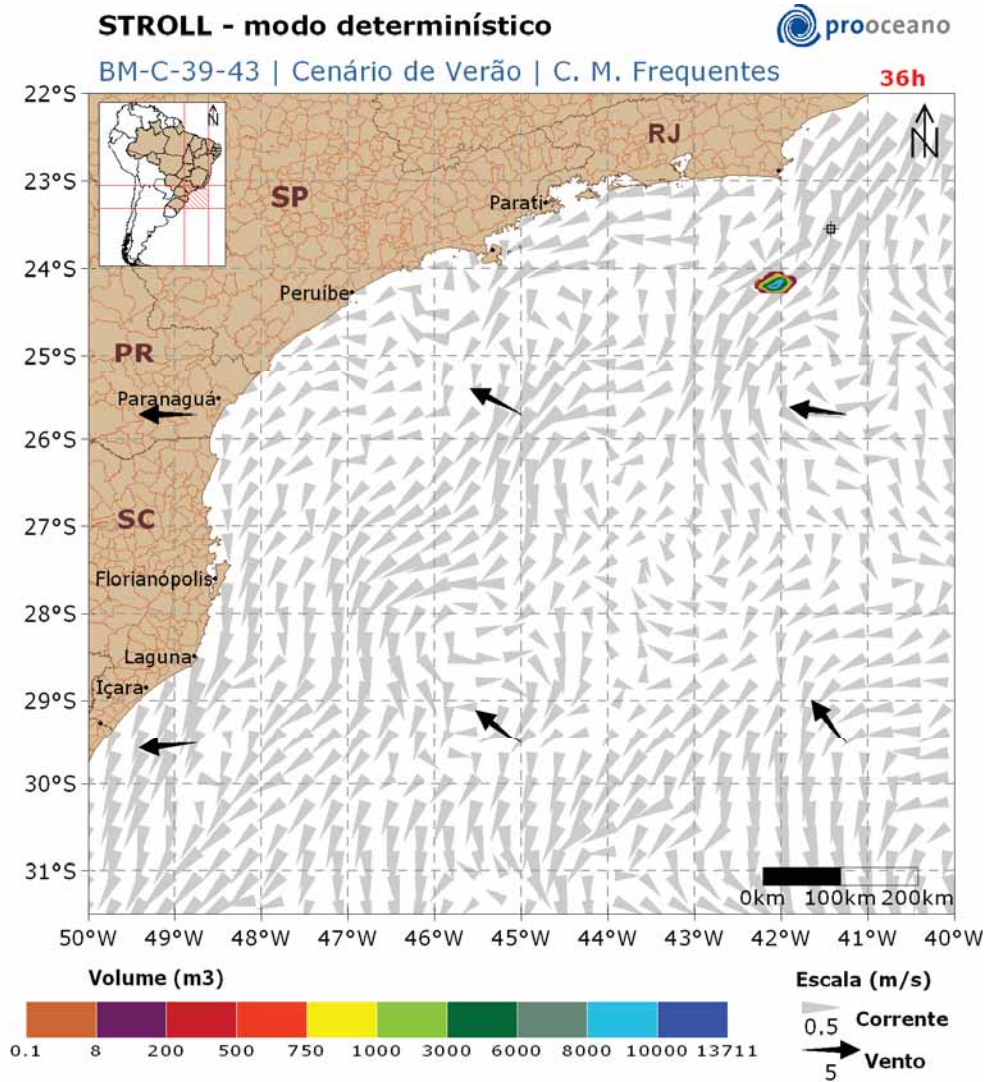 STROLL - modo determinístico
prooceano
BM-C-39-43 | Cenário de Verão | C. M. Frequentes
36h
22°S
N
N
RJ
23°S
SP
Parati
24°S
Peruíbe
PR
25°S
Paranaguá
26°S
SC
27°S
Florianópolis
28°S
Laguna
Içara
29°S
30°S
31°S
0km 100km 200km
50°W 49°W 48°W 47°W 46°W 45°W 44°W 43°W 42°W 41°W 40°W
Volume (m3)
Escala (m/s)
0.5 Corrente
5 Vento
0.1 8 200 500 750 1000 3000 6000 8000 10000 13711